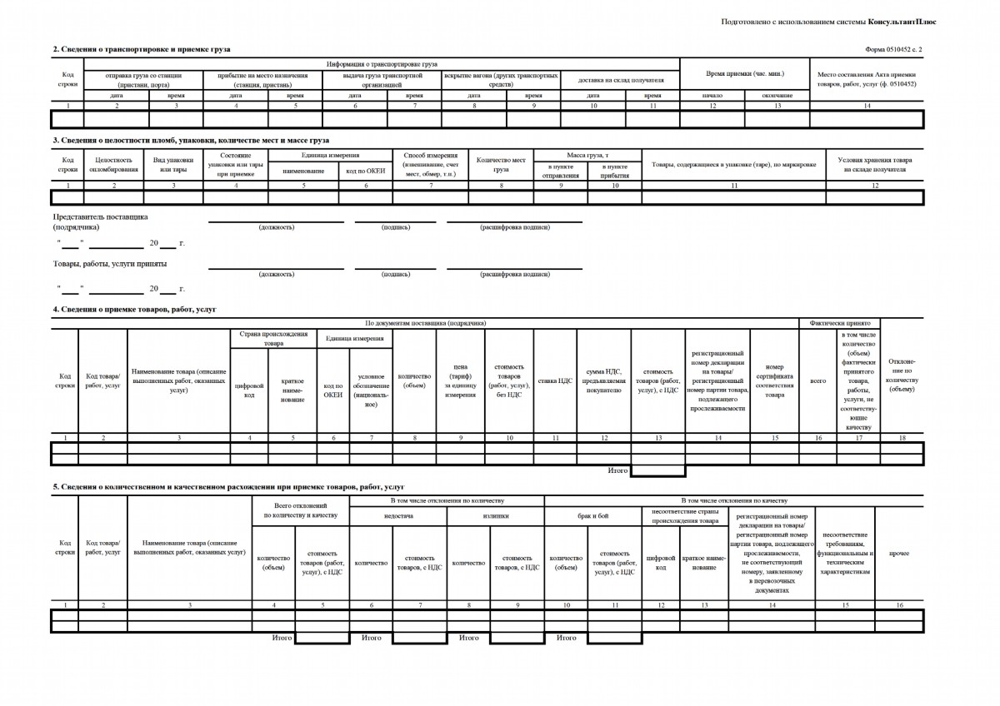 Подготовлено с использованием системы КонсультантПлюс
2. Сведения о транспортировке и приемке груза
Форма 0510452 с. 2
Код строки
Информация о транспортировке груза
Время приемки (час. мин.)
Место составления Акта приемки товаров, работ, услуг (ф. 0510452)
отправка груза со станции (пристани, порта)
прибытие на место назначения (станция, пристань)
выдача груза транспортной организацией
вскрытие вагона (других транспортных средств)
доставка на склад получателя
дата время дата время дата время дата время дата время начало окончание
1 2 3 4 5 6 7 8 9 10 11 12 13 14
3. Сведения о целостности пломб, упаковки, количестве мест и массе груза
Код строки
Целостность опломбирования
Вид упаковки или тары
Состояние упаковки или тары при приемке
Единица измерения
наименование код по ОКЕИ
Способ измерения (взвешивание, счет мест, обмер, т.п.)
Количество мест груза
Масса груза, т
в пункте отправления
в пункте прибытия
Товары, содержащиеся в упаковке (таре), по маркировке
Условия хранения товара на складе получателя
1 2 3 4 5 6 7 8 9 10 11 12
Представитель поставщика
(подрядчика)
(должность) (подпись) (расшифровка подписи)
" ___ " ________ 20 ___ г.
Товары, работы, услуги приняты
(должность) (подпись) (расшифровка подписи)
" ___ " ________ 20 ___ г.
4. Сведения о приемке товаров, работ, услуг
Код строки
По документам поставщика (подрядчика)
Фактически принято
Отклоне-
ние по
количеству
(объему)
Код товара/ работ, услуг
Наименование товара (описание выполненных работ, оказанных услуг)
Страна происхождения товара
цифровой код
краткое наиме-
нование
Единица измерения
код по ОКЕИ
условное обозначение (националь-
ное)
количество (объем)
цена (тариф) за единицу измерения
стоимость товаров (работ, услуг), без НДС
ставка НДС
сумма НДС, предъявляемая покупателю
стоимость товаров (работ, услуг), с НДС
регистрационный номер декларации на товары/ регистрационный номер партии товара, подлежащего прослеживаемости
номер сертификата соответствия товара
всего
в том числе количество (объем) фактически принятого товара, работы, услуги, не соответству-
ющие качеству
1 2 3 4 5 6 7 8 9 10 11 12 13 14 15 16 17 18
Итого
5. Сведения о количественном и качественном расхождении при приемке товаров, работ, услуг
Код строки
Код товара/ работ, услуг
Наименование товара (описание выполненных работ, оказанных услуг)
Всего отклонений по количеству и качеству
количество (объем)
стоимость товаров (работ, услуг), с НДС
В том числе отклонения по количеству
недостача
количество
стоимость товаров, с НДС
излишки
количество
стоимость товаров, с НДС
В том числе отклонения по качеству
брак и бой
количество (объем)
стоимость товаров (работ, услуг), с НДС
несоответствие страны происхождения товара
цифровой код
краткое наиме-
нование
регистрационный номер декларации на товары/ регистрационный номер партии товара, подлежащего прослеживаемости, не соответствующий номеру, заявленному в перевозочных документах
несоответствие требованиям, функциональным и техническим характеристикам
прочее
1 2 3 4 5 6 7 8 9 10 11 12 13 14 15 16
Итого Итого Итого Итого